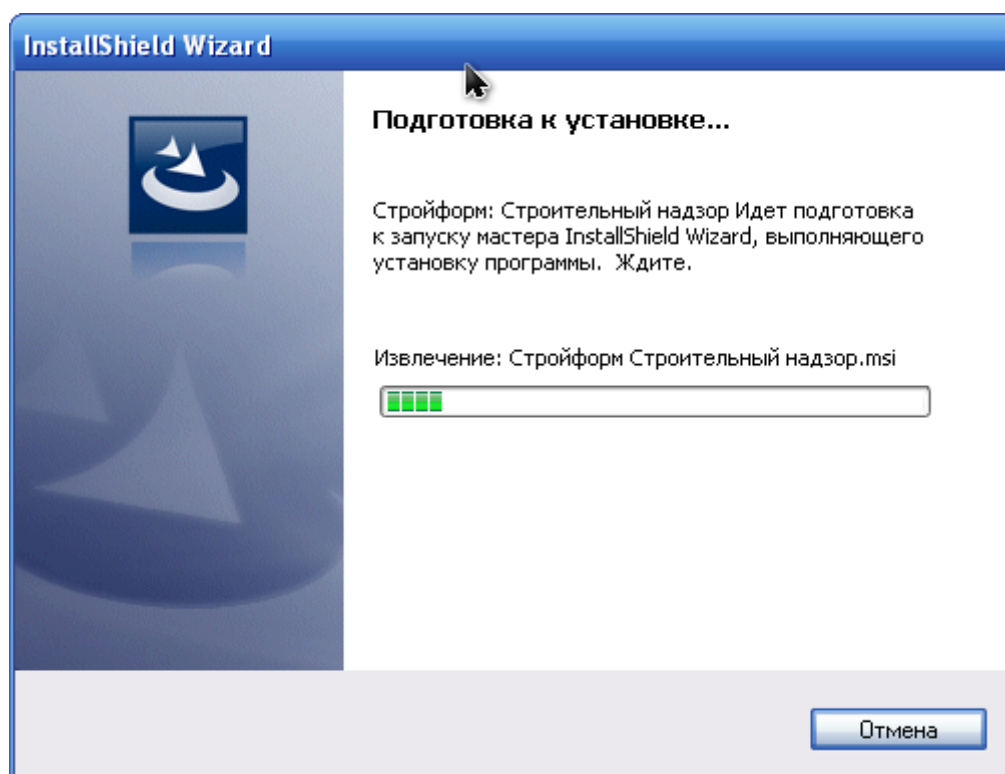 InstallShield Wizard
Подготовка к установке...
Стройформ: Строительный надзор Идет подготовка
к запуску мастера InstallShield Wizard, выполняющего
установку программы.  Ждите.
Извлечение: Стройформ Строительный надзор.msi
Отмена